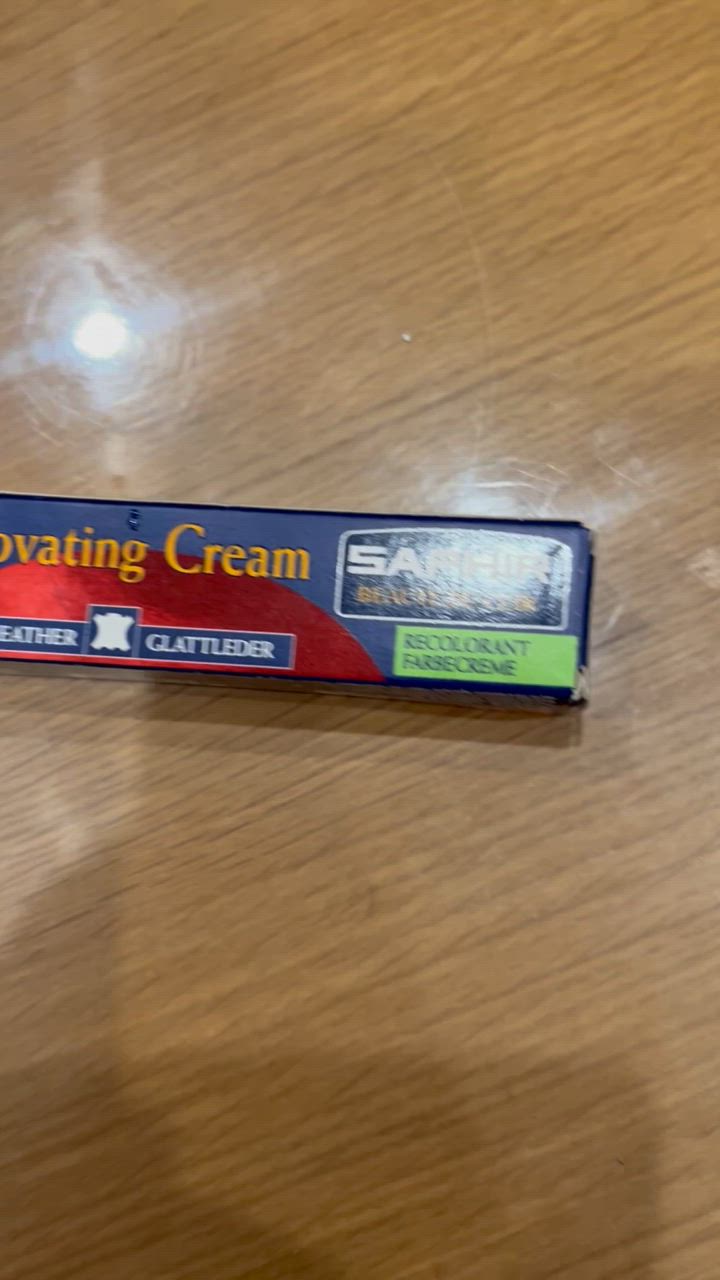 ovating Cream
SAPHIR
EATHER GLATTLEDER
RECOLORANT
FARBECREME